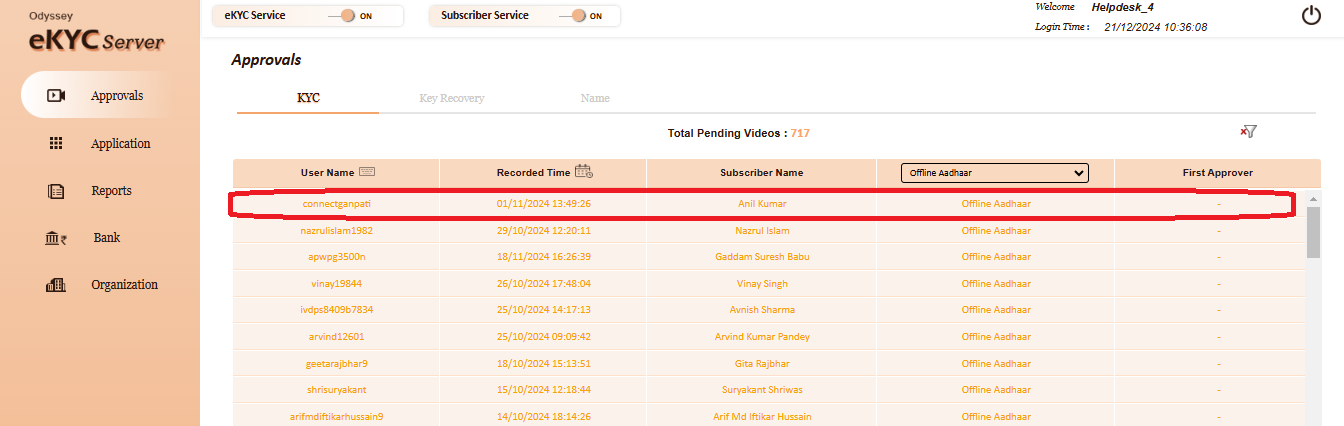 Odyssey
eKYC Server
eKYC Service ON
Subscriber Service ON
Welcome Helpdesk_4
Login Time : 21/12/2024 10:36:08
Approvals
Application
Reports
Bank
Organization
Approvals
KYC Key Recovery Name
Total Pending Videos : 717
User Name Recorded Time Subscriber Name Offline Aadhaar First Approver
connectganpati 01/11/2024 13:49:26 Anil Kumar Offline Aadhaar -
nazrulislam1982 29/10/2024 12:20:11 Nazrul Islam Offline Aadhaar -
apwpg3500n 18/11/2024 16:26:39 Gaddam Suresh Babu Offline Aadhaar -
vinay19844 26/10/2024 17:48:04 Vinay Singh Offline Aadhaar -
ivdps8409b7834 25/10/2024 14:17:13 Avnish Sharma Offline Aadhaar -
arvind12601 25/10/2024 09:09:42 Arvind Kumar Pandey Offline Aadhaar -
geetarajbhar9 18/10/2024 15:13:51 Gita Rajbhar Offline Aadhaar -
shrisuryakant 15/10/2024 12:18:44 Suryakant Shriwas Offline Aadhaar -
arifmdiftikarhussain9 14/10/2024 18:14:26 Arif Md Iftikar Hussain Offline Aadhaar -